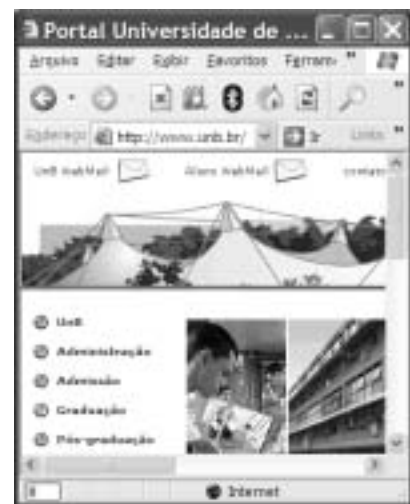 Portal Universidade de ...
Arquivo Editar Exibir Favoritos Ferram »
»
Endereço http://www.unb.br/ Ir Links »
UnB WebMail Aluno WebMail contato
UnB
Administração
Admissão
Graduação
Pós-graduação
Internet